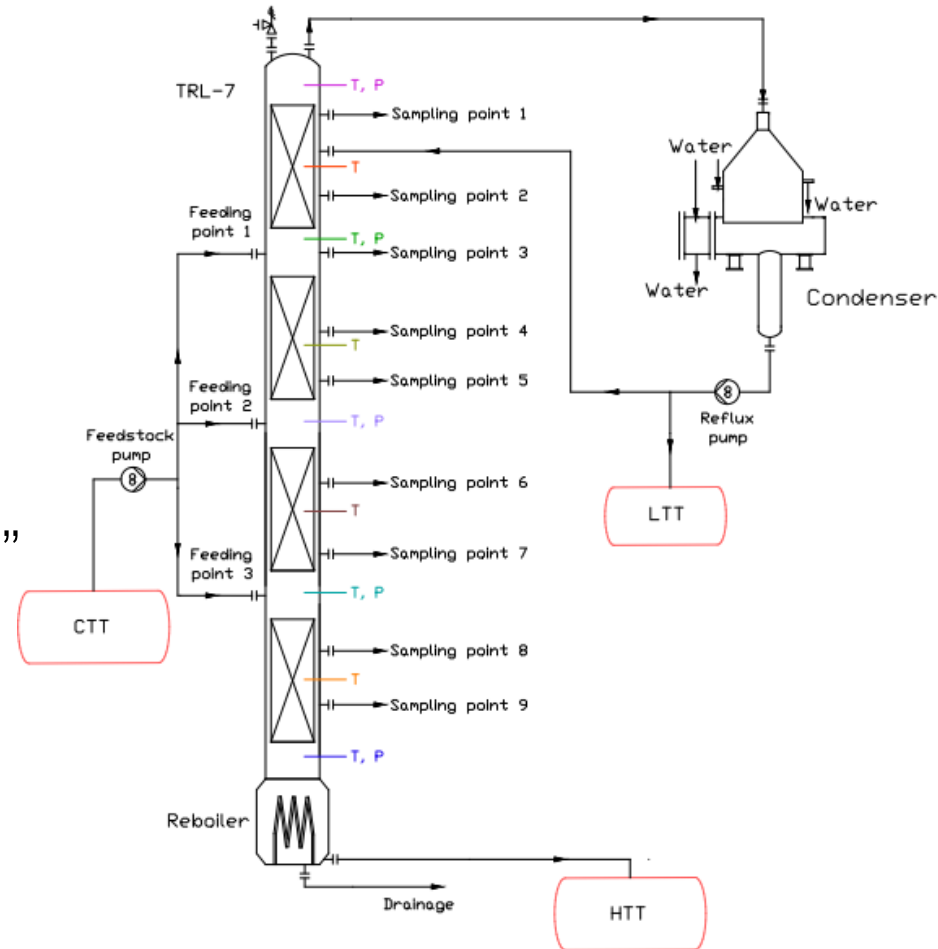 TRL-7
T, P
Sampling point 1
Water
T
Sampling point 2
Water
Feeding
point 1
T, P
Sampling point 3
Water
Condenser
Sampling point 4
T
Sampling point 5
Feeding
point 2
T, P
8
Reflux
pump
Feedstock
pump
8
Sampling point 6
T
LTT
”
Sampling point 7
Feeding
point 3
T, P
CTT
Sampling point 8
T
Sampling point 9
T, P
Reboiler
Drainage
HTT